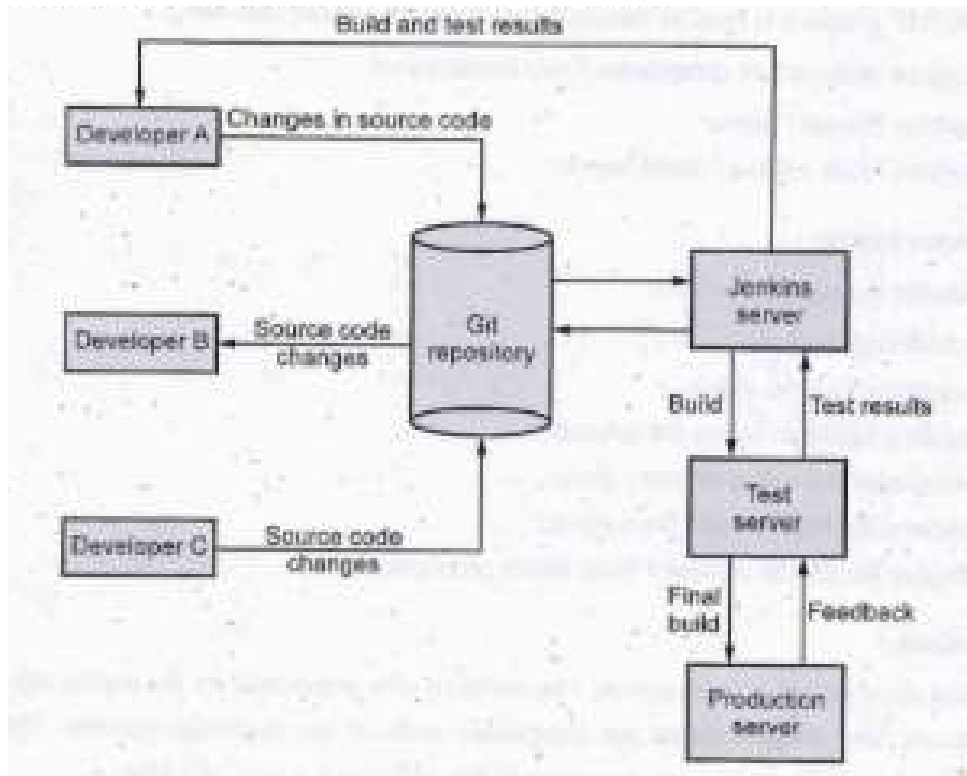 Build and test results
Developer A
Changes in source code
Jenkins
server
Git
repository
Developer B
Source code
changes
Build
Test results
Test
server
Developer C
Source code
changes
Final
build
Feedback
Production
server